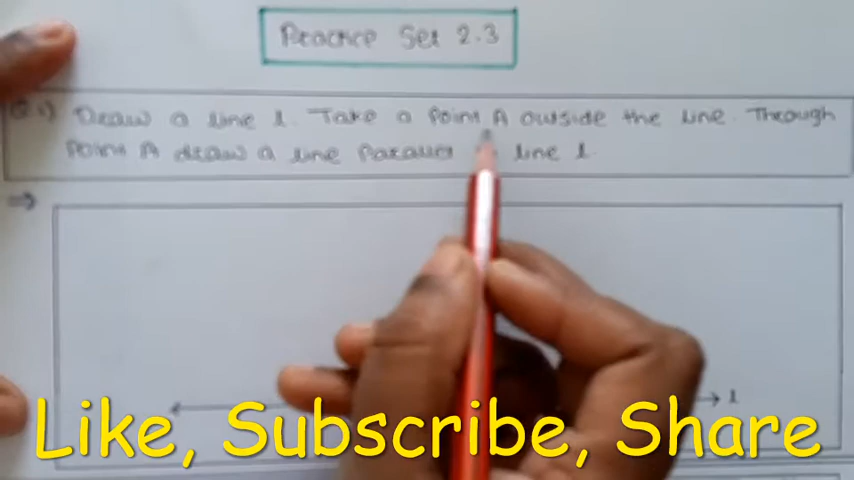 Practice Set 2.3
Q.1) Draw a line l. Take a point A outside the line. Through
point A draw a line parallel line l.
⇒
l
Like, Subscribe, Share